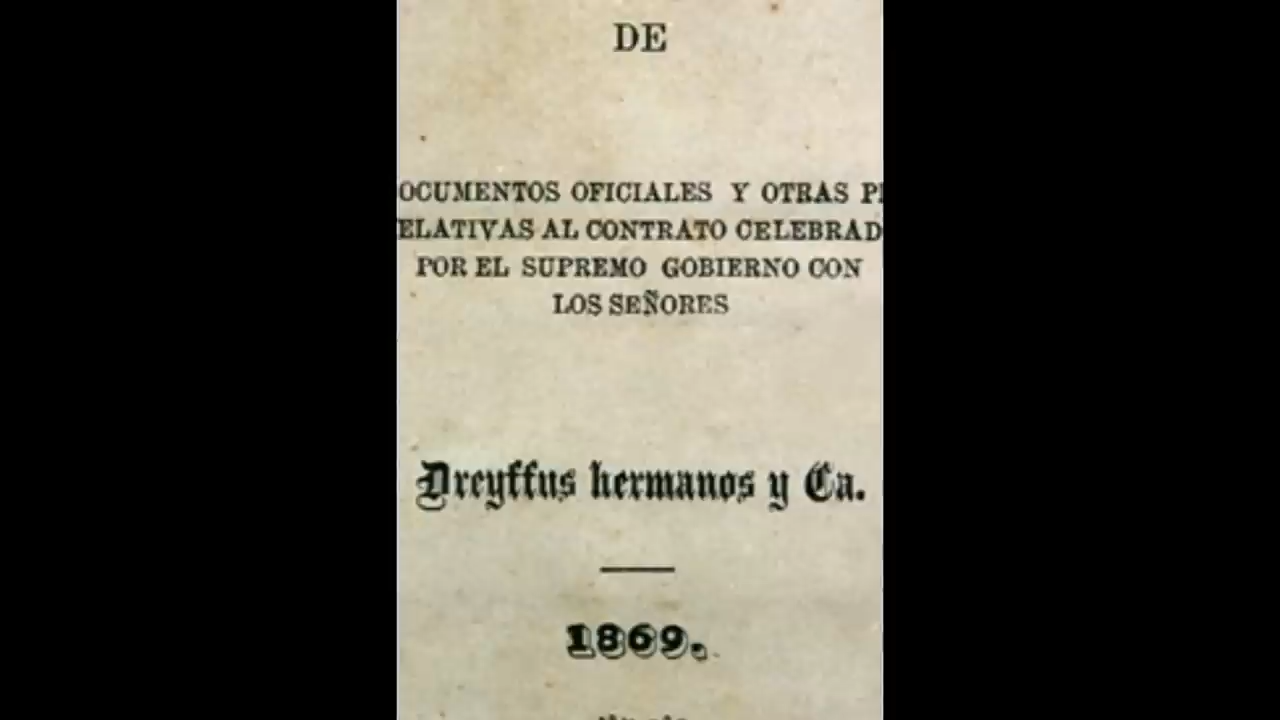 DE
OCUMENTOS OFICIALES Y OTRAS PI
ELATIVAS AL CONTRATO CELEBRAD
POR EL SUPREMO GOBIERNO CON
LOS SEÑORES
Dreyffus hermanos y Ca.
1869.